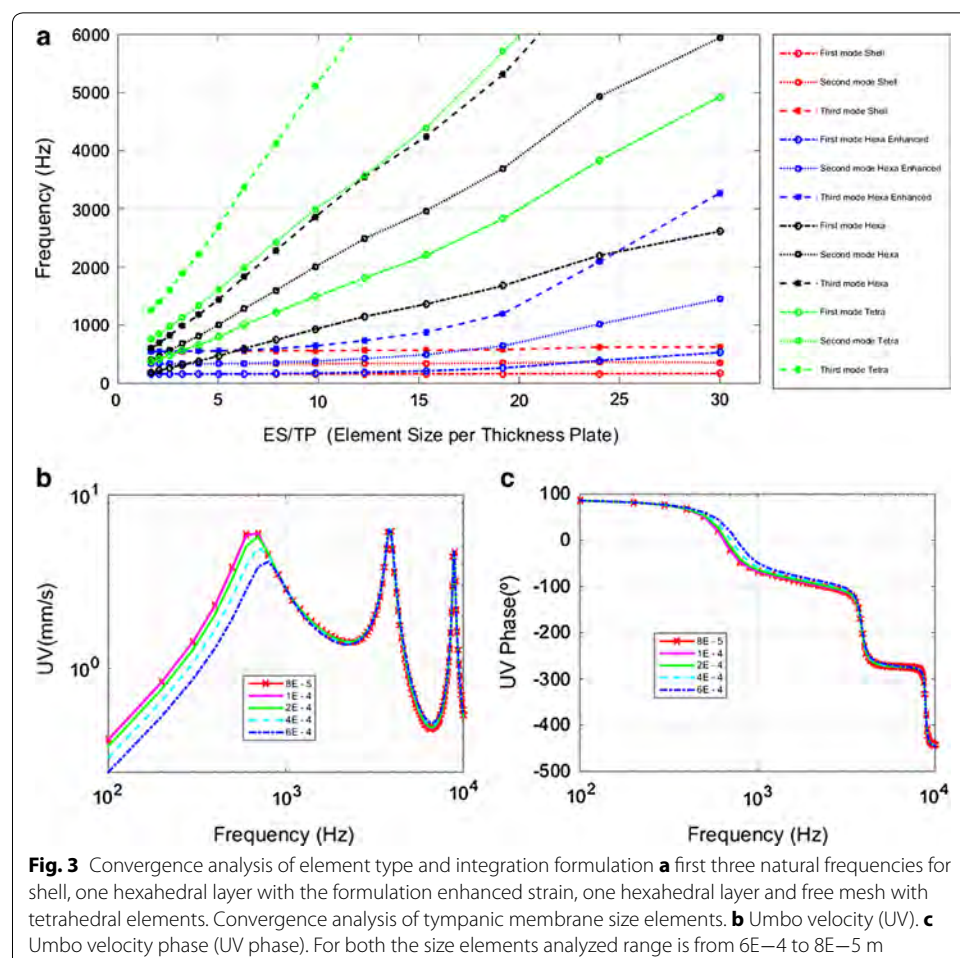 a
6000
5000
4000
3000
2000
1000
0
Frequency (Hz)
0 5 10 15 20 25 30
ES/TP (Element Size per Thickness Plate)
First mode Shell
Second mode Shell
Third mode Shell
First mode Hexa Enhanced
Second mode Hexa Enhanced
Third mode Hexa Enhanced
First mode Hexa
Second mode Hexa
Third mode Hexa
First mode Tetra
Second mode Tetra
Third mode Tetra
b
10^1
10^0
UV(mm/s)
8E - 5
1E - 4
2E - 4
4E - 4
6E - 4
10^2 10^3 10^4
Frequency (Hz)
c
100
0
-100
-200
-300
-400
-500
UV Phase(º)
8E - 5
1E - 4
2E - 4
4E - 4
6E - 4
10^2 10^3 10^4
Frequency (Hz)
Fig. 3 Convergence analysis of element type and integration formulation a first three natural frequencies for
shell, one hexahedral layer with the formulation enhanced strain, one hexahedral layer and free mesh with
tetrahedral elements. Convergence analysis of tympanic membrane size elements. b Umbo velocity (UV). c
Umbo velocity phase (UV phase). For both the size elements analyzed range is from 6E−4 to 8E−5 m